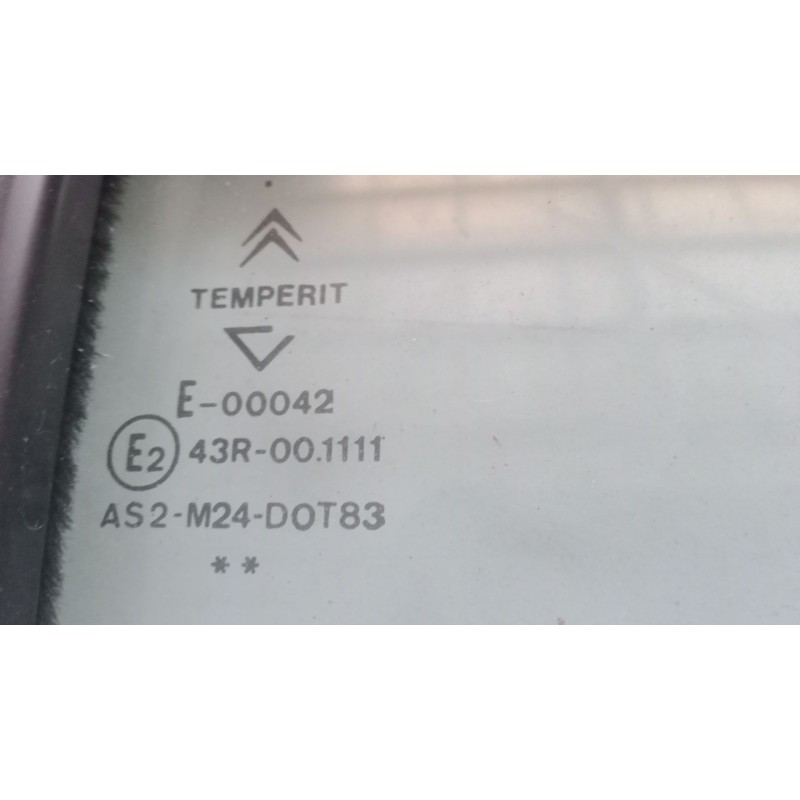 TEMPERIT
E-00042
E2 43R-00.1111
AS2-M24-DOT83
**